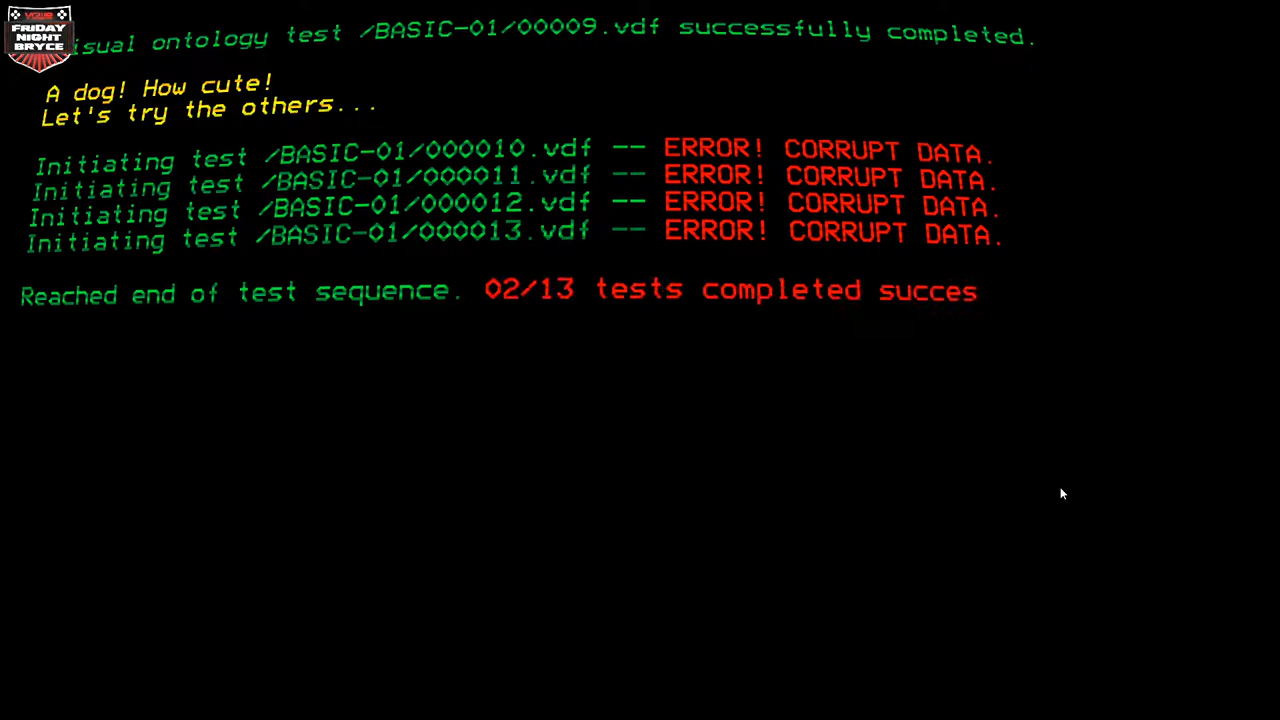 FRIDAY
NIGHT
BRYCE
isual ontology test /BASIC-01/00009.vdf successfully completed.
A dog! How cute!
Let's try the others...
Initiating test /BASIC-01/000010.vdf -- ERROR! CORRUPT DATA.
Initiating test /BASIC-01/000011.vdf -- ERROR! CORRUPT DATA.
Initiating test /BASIC-01/000012.vdf -- ERROR! CORRUPT DATA.
Initiating test /BASIC-01/000013.vdf -- ERROR! CORRUPT DATA.
Reached end of test sequence. 02/13 tests completed succes